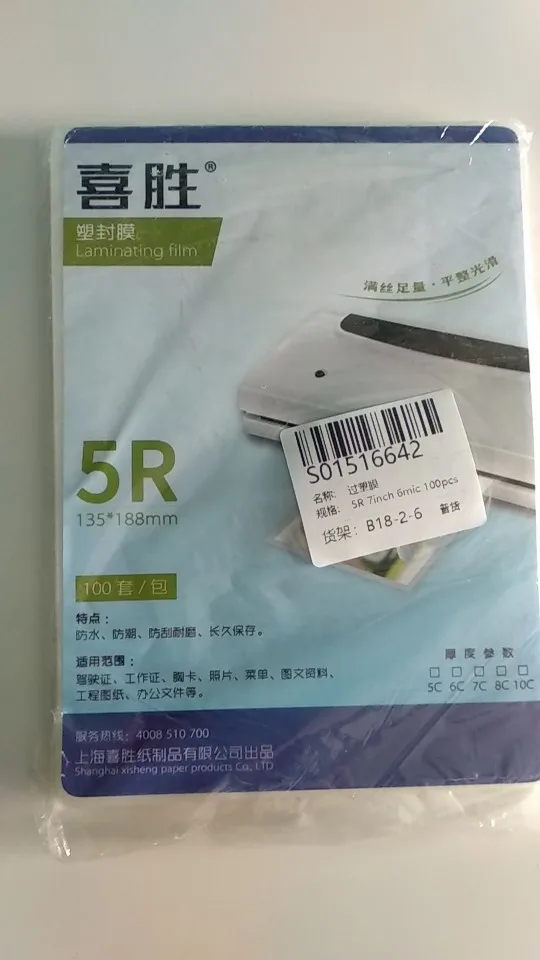 喜胜®
塑封膜
Laminating film
满丝足量·平整光滑
5R
135*188mm
S01516642
名称: 过塑膜
规格: 5R 7inch 6mic 100pcs
货架: B18-2-6 普货
100套/包
特点:
防水、防潮、防刮耐磨、长久保存。
适用范围:
驾驶证、工作证、胸卡、照片、菜单、图文资料、
工程图纸、办公文件等。
厚度参数
□ □ □ □ □
5C 6C 7C 8C 10C
服务热线: 4008 510 700
上海喜胜纸制品有限公司出品
Shanghai xisheng paper products Co., LTD